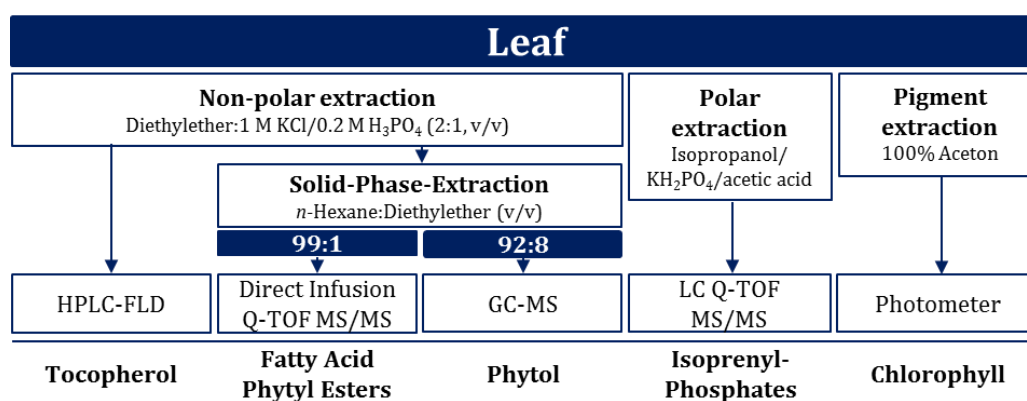 Leaf
Non-polar extraction
Diethylether:1 M KCl/0.2 M H₃PO₄ (2:1, v/v)
Polar
extraction
Isopropanol/
KH₂PO₄/acetic acid
Pigment
extraction
100% Aceton
Solid-Phase-Extraction
n-Hexane:Diethylether (v/v)
99:1
92:8
HPLC-FLD
Direct Infusion
Q-TOF MS/MS
GC-MS
LC Q-TOF
MS/MS
Photometer
Tocopherol
Fatty Acid
Phytyl Esters
Phytol
Isoprenyl-
Phosphates
Chlorophyll